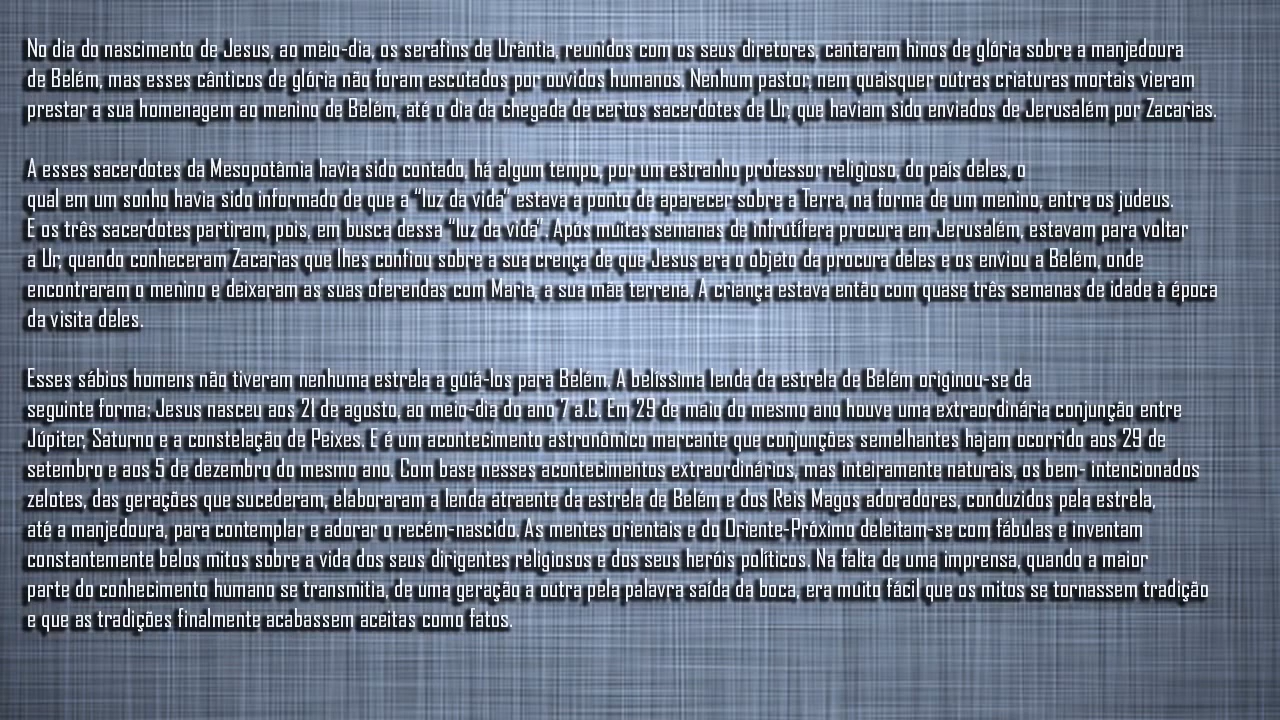 No dia do nascimento de Jesus, ao meio-dia, os serafins de Urântia, reunidos com os seus diretores, cantaram hinos de glória sobre a manjedoura
de Belém, mas esses cânticos de glória não foram escutados por ouvidos humanos. Nenhum pastor, nem quaisquer outras criaturas mortais vieram
prestar a sua homenagem ao menino de Belém, até o dia da chegada de certos sacerdotes de Ur, que haviam sido enviados de Jerusalém por Zacarias.

A esses sacerdotes da Mesopotâmia havia sido contado, há algum tempo, por um estranho professor religioso, do país deles, o
qual em um sonho havia sido informado de que a “luz da vida” estava a ponto de aparecer sobre a Terra, na forma de um menino, entre os judeus.
E os três sacerdotes partiram, pois, em busca dessa “luz da vida”. Após muitas semanas de infrutífera procura em Jerusalém, estavam para voltar
a Ur, quando conheceram Zacarias que lhes confiou sobre a sua crença de que Jesus era o objeto da procura deles e os enviou a Belém, onde
encontraram o menino e deixaram as suas oferendas com Maria, a sua mãe terrena. A criança estava então com quase três semanas de idade à época
da visita deles.

Esses sábios homens não tiveram nenhuma estrela a guiá-los para Belém. A belíssima lenda da estrela de Belém originou-se da
seguinte forma: Jesus nasceu aos 21 de agosto, ao meio-dia do ano 7 a.C. Em 29 de maio do mesmo ano houve uma extraordinária conjunção entre
Júpiter, Saturno e a constelação de Peixes. E é um acontecimento astronômico marcante que conjunções semelhantes hajam ocorrido aos 29 de
setembro e aos 5 de dezembro do mesmo ano. Com base nesses acontecimentos extraordinários, mas inteiramente naturais, os bem- intencionados
zelotes, das gerações que sucederam, elaboraram a lenda atraente da estrela de Belém e dos Reis Magos adoradores, conduzidos pela estrela,
até a manjedoura, para contemplar e adorar o recém-nascido. As mentes orientais e do Oriente-Próximo deleitam-se com fábulas e inventam
constantemente belos mitos sobre a vida dos seus dirigentes religiosos e dos seus heróis políticos. Na falta de uma imprensa, quando a maior
parte do conhecimento humano se transmitia, de uma geração a outra pela palavra saída da boca, era muito fácil que os mitos se tornassem tradição
e que as tradições finalmente acabassem aceitas como fatos.